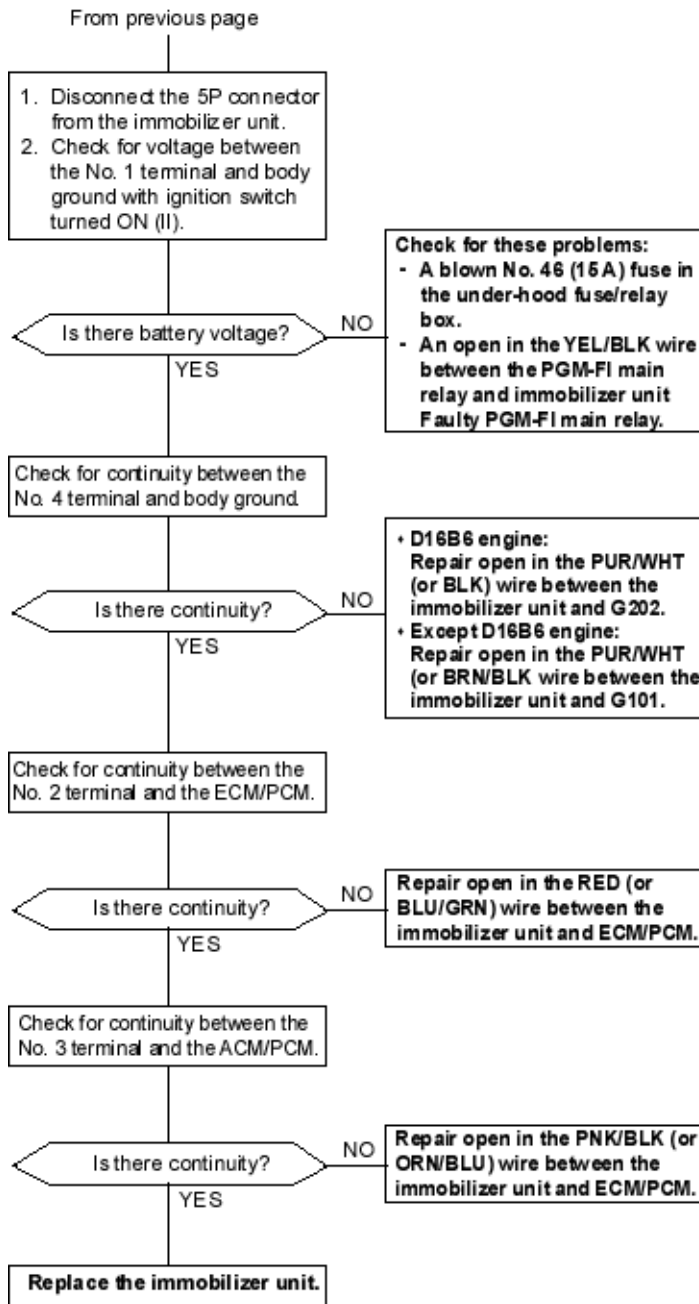 From previous page
1. Disconnect the 5P connector
from the immobilizer unit.
2. Check for voltage between
the No. 1 terminal and body
ground with ignition switch
turned ON (II).
Is there battery voltage?
NO
YES
Check for these problems:
- A blown No. 46 (15 A) fuse in
the under-hood fuse/relay
box.
- An open in the YEL/BLK wire
between the PGM-FI main
relay and immobilizer unit
Faulty PGM-FI main relay.
Check for continuity between the
No. 4 terminal and body ground.
Is there continuity?
NO
YES
• D16B6 engine:
Repair open in the PUR/WHT
(or BLK) wire between the
immobilizer unit and G202.
• Except D16B6 engine:
Repair open in the PUR/WHT
(or BRN/BLK wire between the
immobilizer unit and G101.
Check for continuity between the
No. 2 terminal and the ECM/PCM.
Is there continuity?
NO
YES
Repair open in the RED (or
BLU/GRN) wire between the
immobilizer unit and ECM/PCM.
Check for continuity between the
No. 3 terminal and the ACM/PCM.
Is there continuity?
NO
YES
Repair open in the PNK/BLK (or
ORN/BLU) wire between the
immobilizer unit and ECM/PCM.
Replace the immobilizer unit.